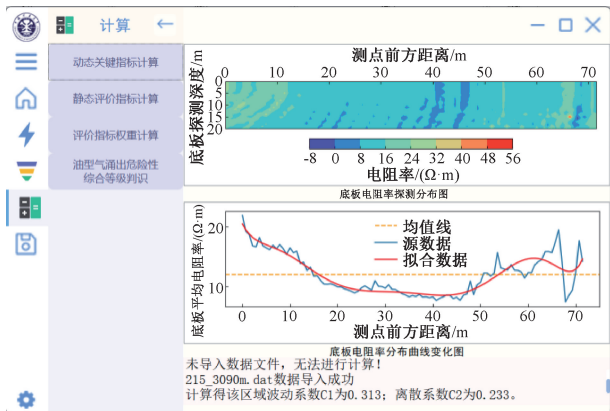 计算 ←
动态关键指标计算
静态评价指标计算
评价指标权重计算
油型气涌出危险性
综合等级判识
测点前方距离/m
0 10 20 30 40 50 60 70
底板探测深度/m
0
5
10
15
20
-8 0 8 16 24 32 40 48 56
电阻率/(Ω·m)
底板电阻率探测分布图
底板平均电阻率/(Ω·m)
20
10
均值线
源数据
拟合数据
0 10 20 30 40 50 60 70
测点前方距离/m
底板电阻率分布曲线变化图
未导入数据文件，无法进行计算！
215_3090m.dat数据导入成功
计算得该区域波动系数C1为0.313；离散系数C2为0.233。